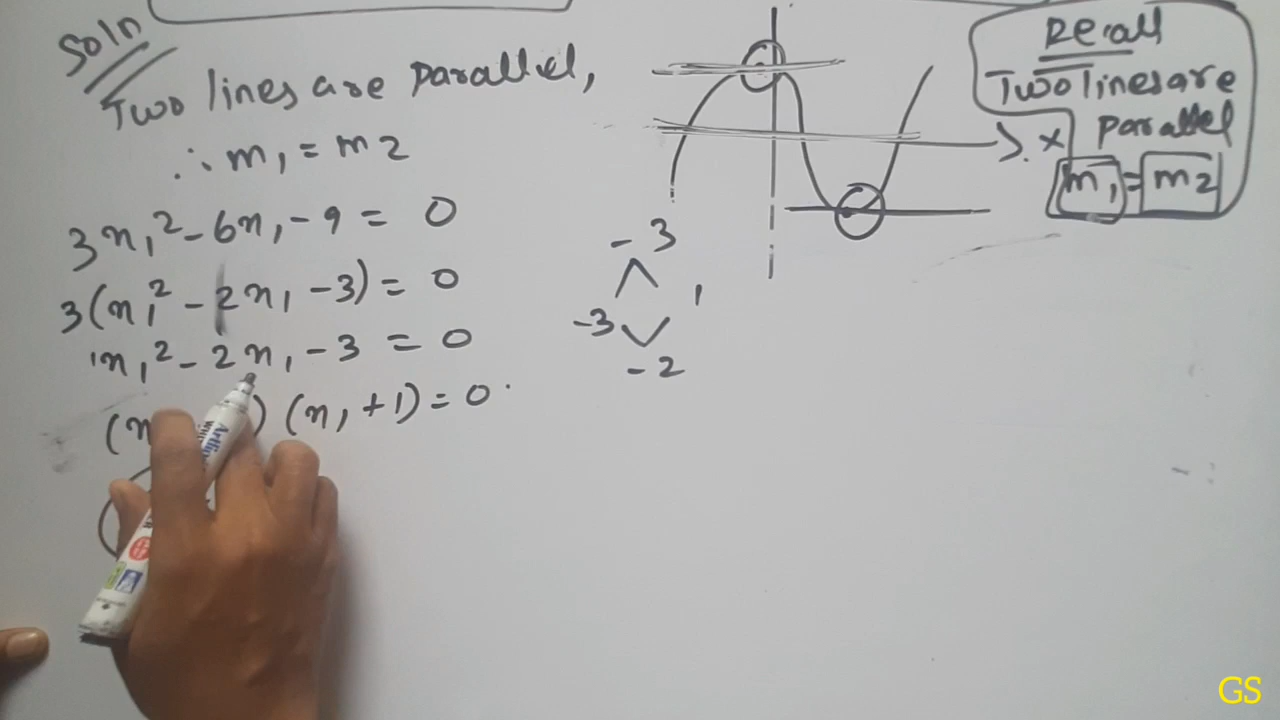 Soln
Two lines are parallel,
∴ m₁ = m2
3x₁² - 6x₁ - 9 = 0
3(x₁² - 2x₁ - 3) = 0
x₁² - 2x₁ - 3 = 0
(x ) (x₁ + 1) = 0
x
- 3
-3 1
-2
Recall
Two lines are
parallel
m₁ = m2
Artline
GS